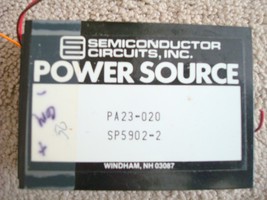 SEMICONDUCTOR
CIRCUITS, INC.
POWER SOURCE
PA23-020
SP5902-2
WINDHAM, NH 03087